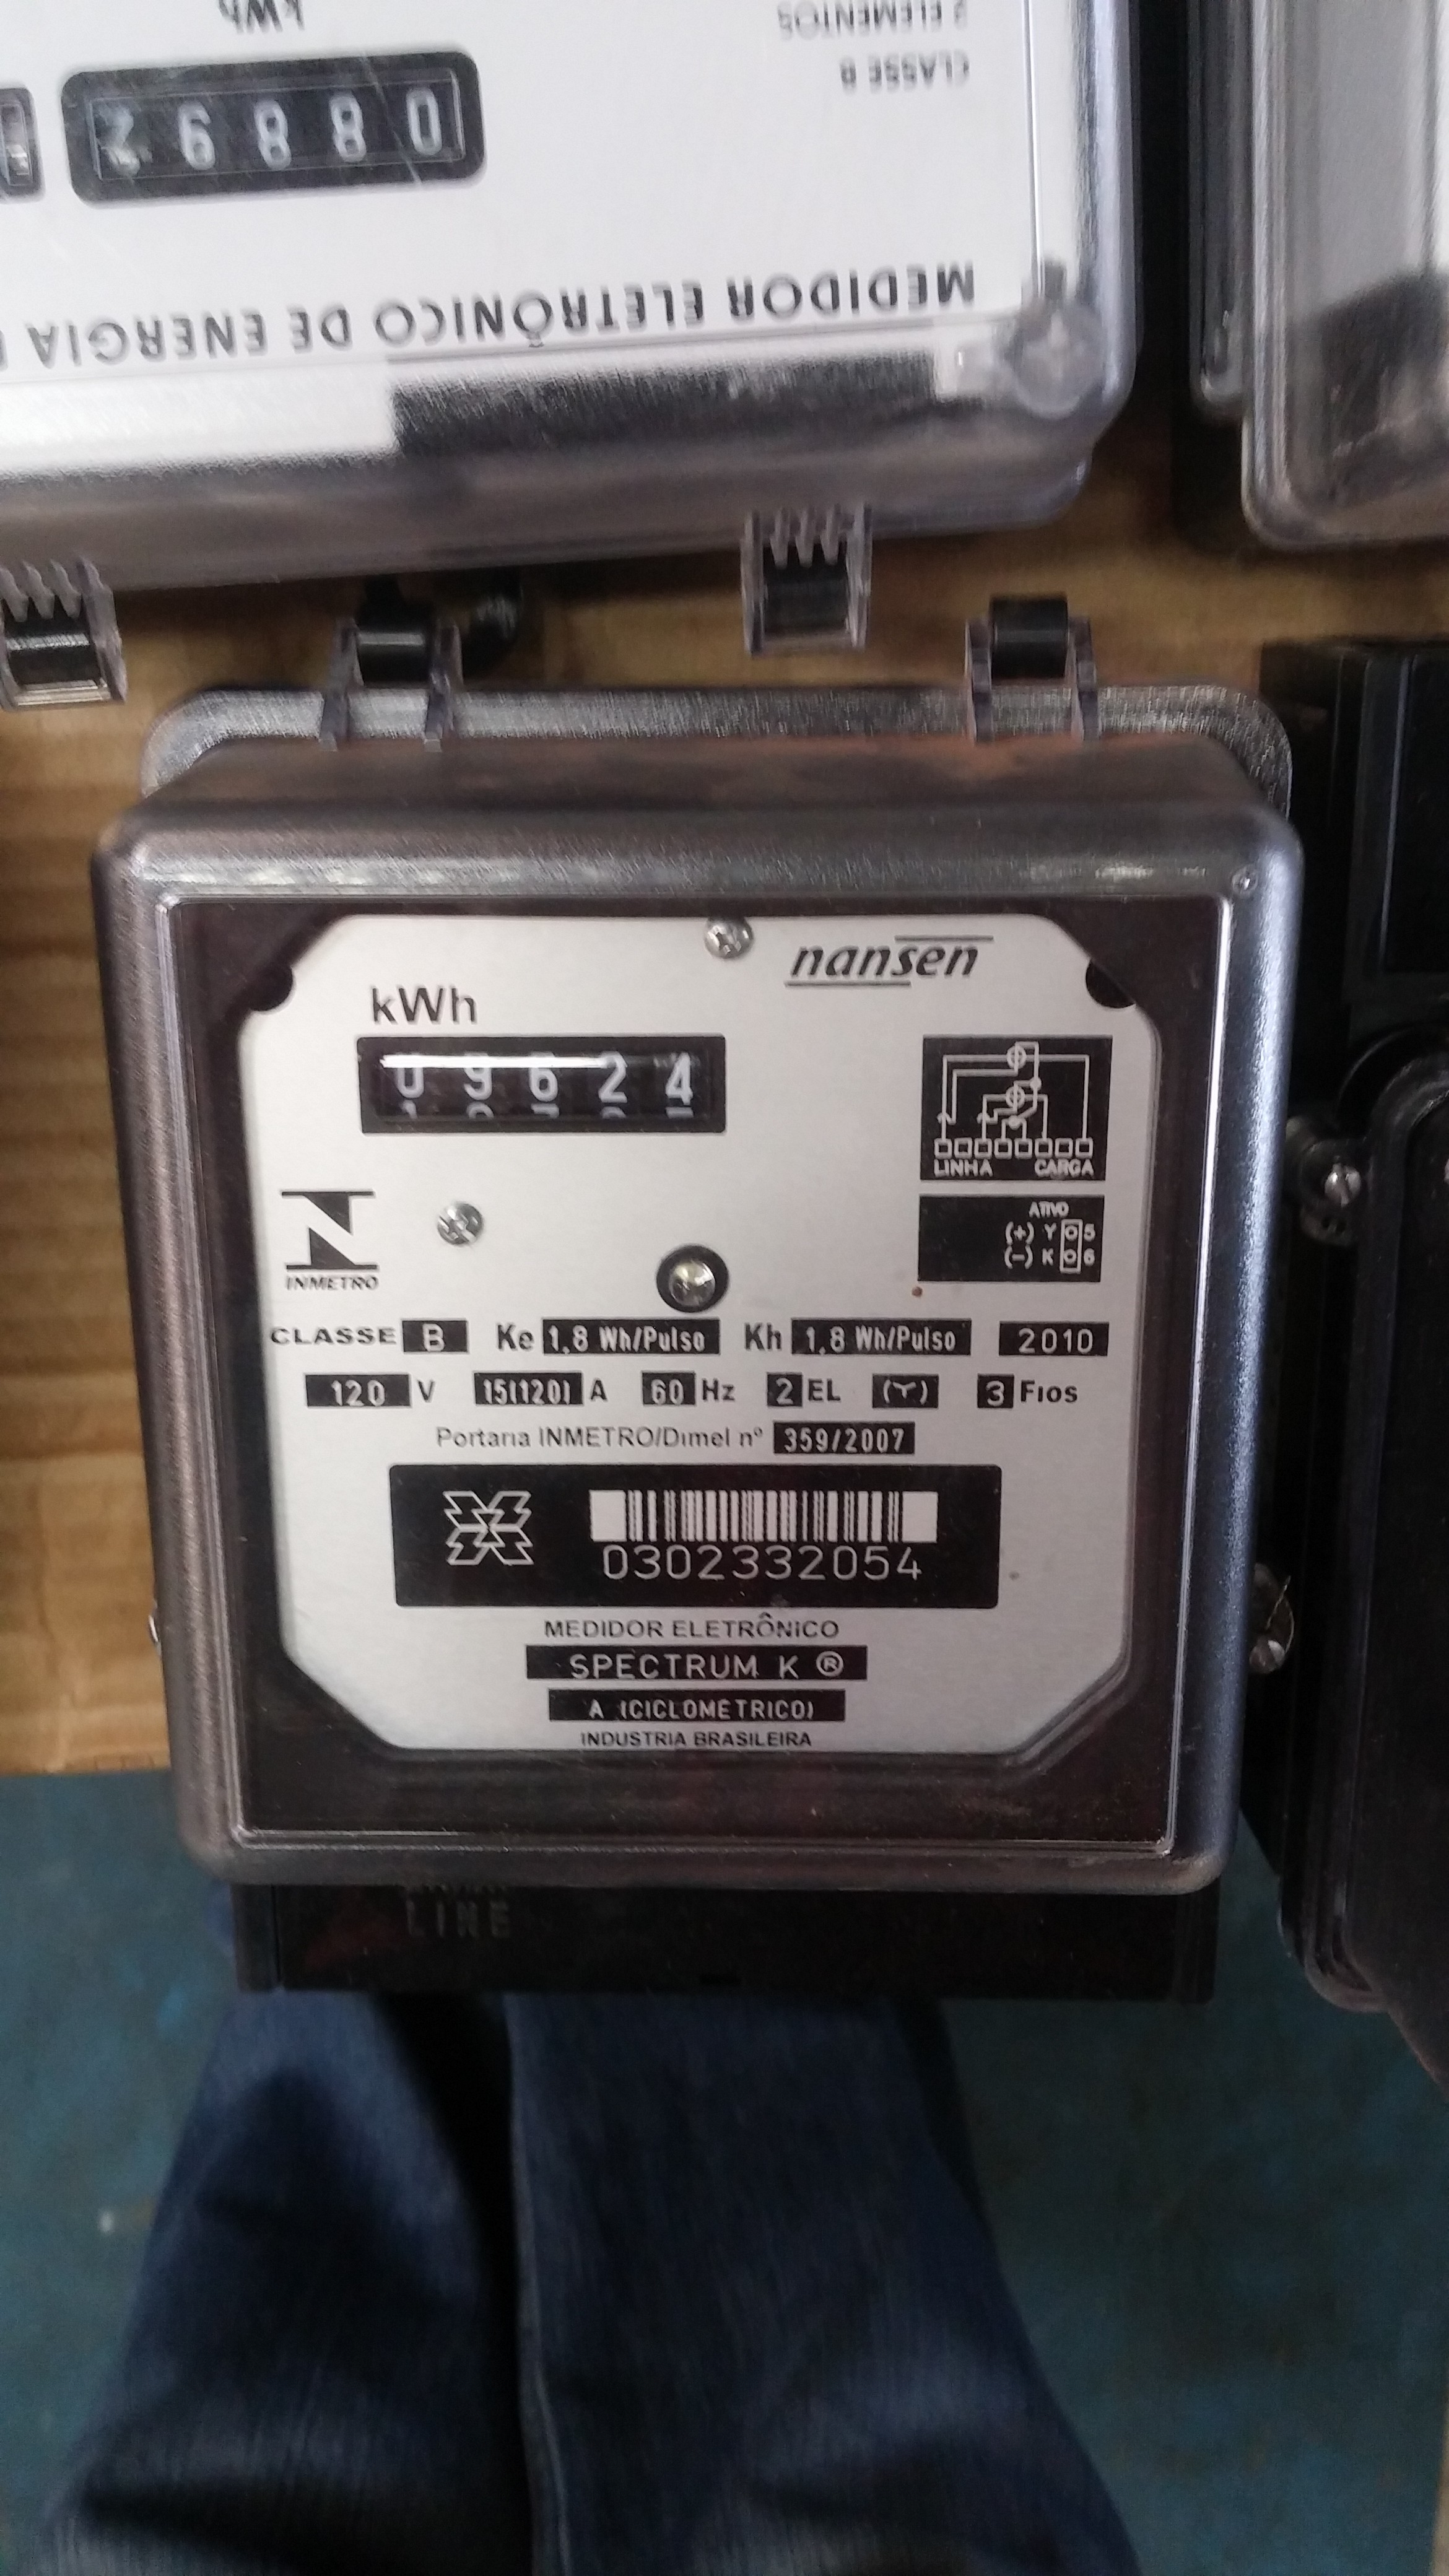 kWh
2 ELEMENTOS
CLASSE B
08892
MEDIDOR ELETRÔNICO DE ENERGIA
nansen
kWh
09624
LINHA CARGA
ATIVO
(+) Y 5
(-) K 6
INMETRO
CLASSE B Ke 1,8 Wh/Pulso Kh 1,8 Wh/Pulso 2010
120 V 15(120) A 60 Hz 2 EL (Y) 3 Fios
Portaria INMETRO/Dimel nº 359/2007
0302332054
MEDIDOR ELETRÔNICO
SPECTRUM K ®
A (CICLOMETRICO)
INDUSTRIA BRASILEIRA
LINE